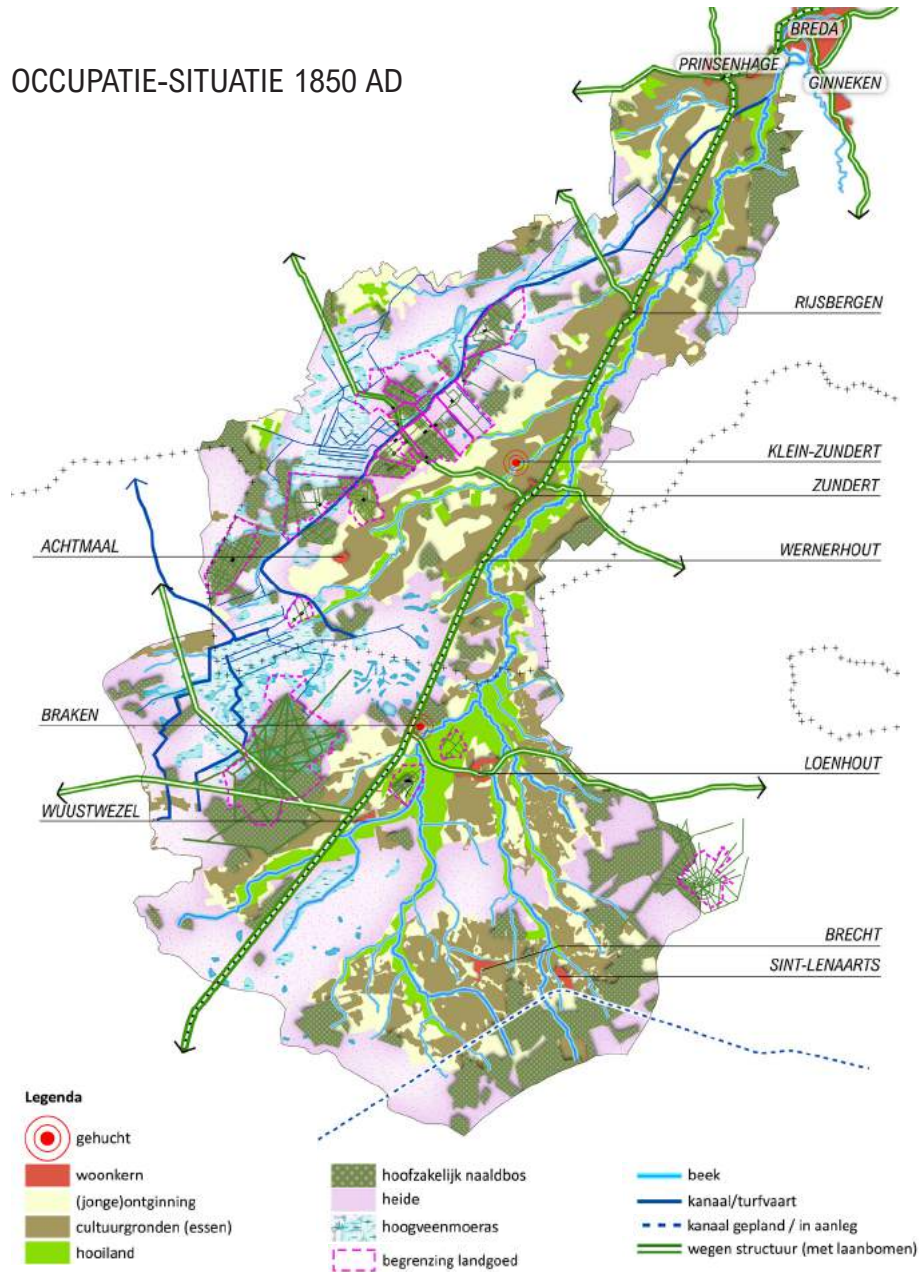 OCCUPATIE-SITUATIE 1850 AD
BREDA
PRINSENHAGE
GINNEKEN
RIJSBERGEN
KLEIN-ZUNDERT
ZUNDERT
ACHTMAAL
WERNERHOUT
BRAKEN
LOENHOUT
WUUSTWEZEL
BRECHT
SINT-LENAARTS
Legenda
gehucht
woonkern
(jonge)ontginning
cultuurgronden (essen)
hooiland
hoofzakelijk naaldbos
heide
hoogveenmoeras
begrenzing landgoed
beek
kanaal/turfvaart
kanaal gepland / in aanleg
wegen structuur (met laanbomen)